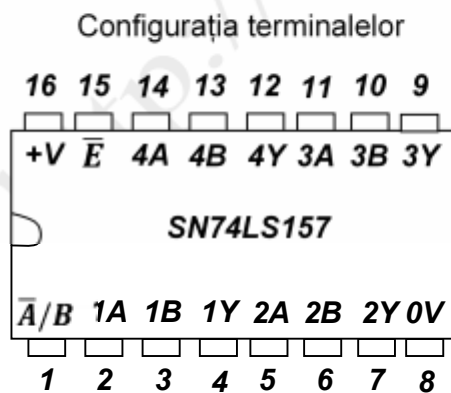 Configurația terminalelor
16 15 14 13 12 11 10 9
+V E̅ 4A 4B 4Y 3A 3B 3Y
SN74LS157
A̅/B 1A 1B 1Y 2A 2B 2Y 0V
1 2 3 4 5 6 7 8